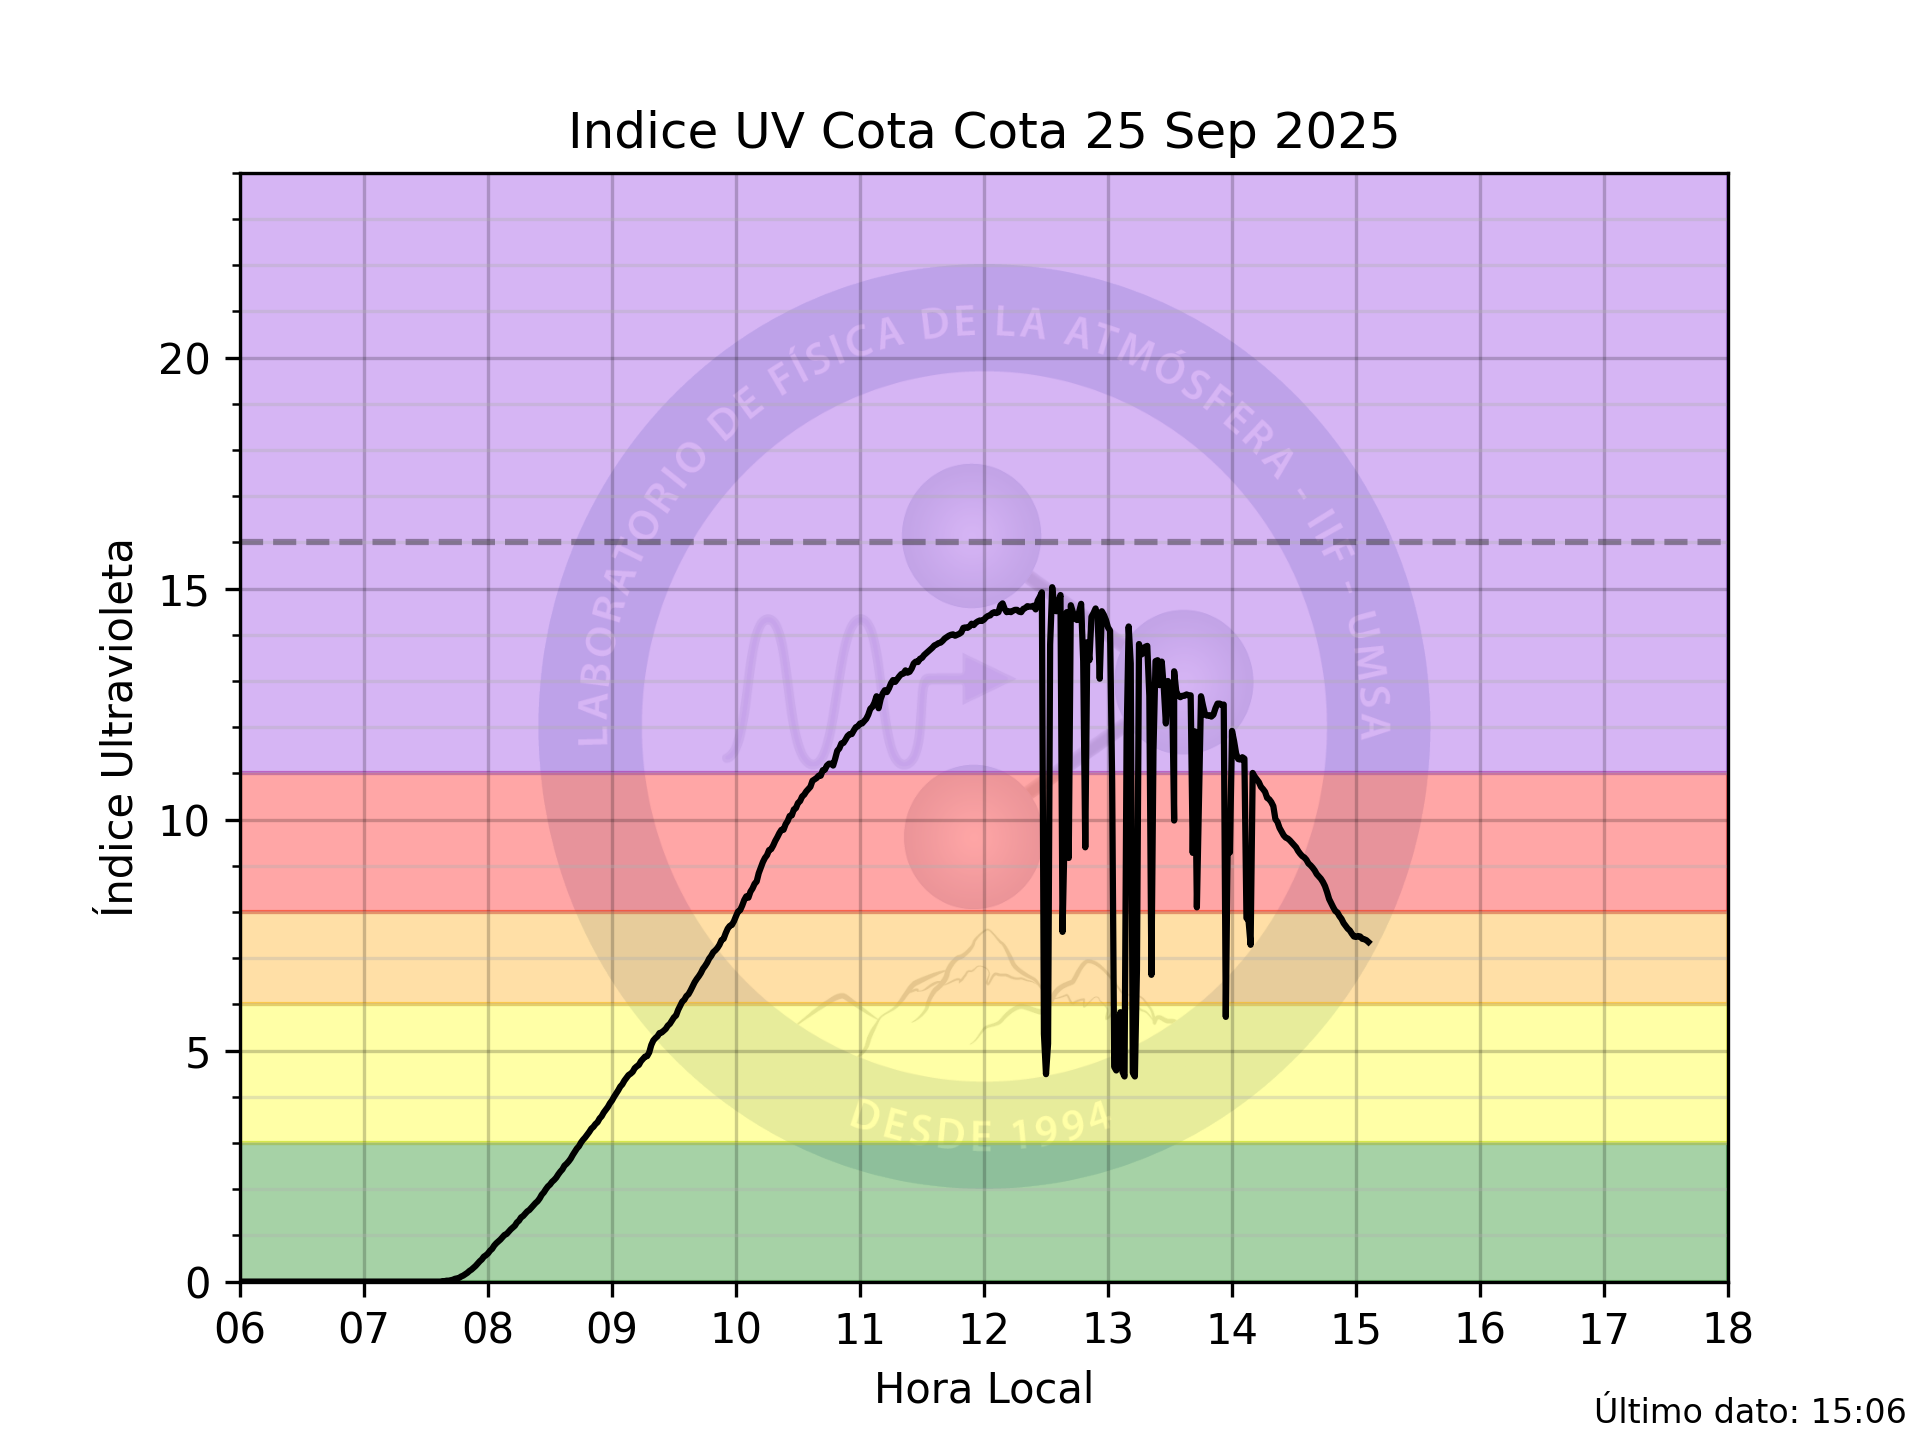 Indice UV Cota Cota 25 Sep 2025
LABORATORIO DE FÍSICA DE LA ATMÓSFERA - IIF - UMSA
DESDE 1994
Índice Ultravioleta
20
15
10
5
0
06 07 08 09 10 11 12 13 14 15 16 17 18
Hora Local
Último dato: 15:06